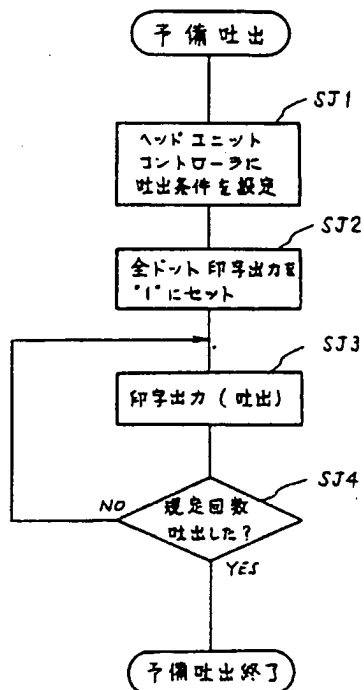 予備吐出
SJ1
ヘッドユニット
コントローラに
吐出条件を設定
SJ2
全ドット印字出力を
"1"にセット
SJ3
印字出力(吐出)
SJ4
規定回数
吐出した?
NO
YES
予備吐出終了